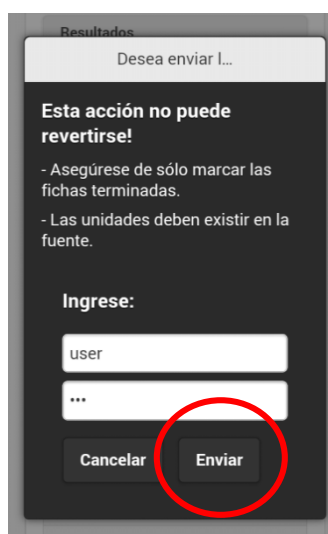 Resultados
Desea enviar l...
Esta acción no puede
revertirse!
- Asegúrese de sólo marcar las
fichas terminadas.
- Las unidades deben existir en la
fuente.
Ingrese:
user
•••
Cancelar
Enviar